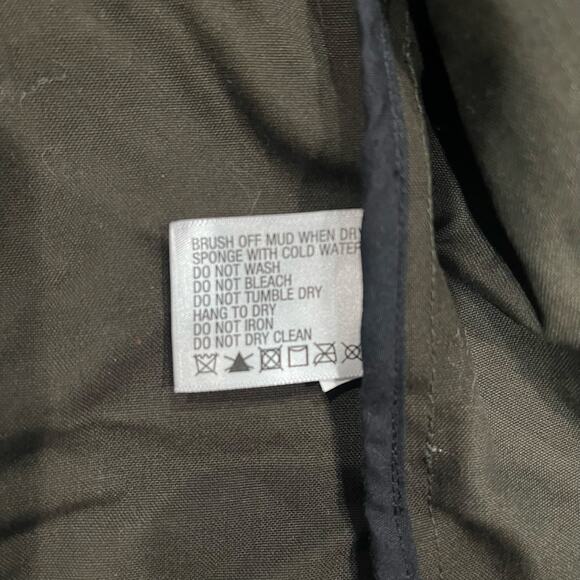 BRUSH OFF MUD WHEN DRY
SPONGE WITH COLD WATER
DO NOT WASH
DO NOT BLEACH
DO NOT TUMBLE DRY
HANG TO DRY
DO NOT IRON
DO NOT DRY CLEAN